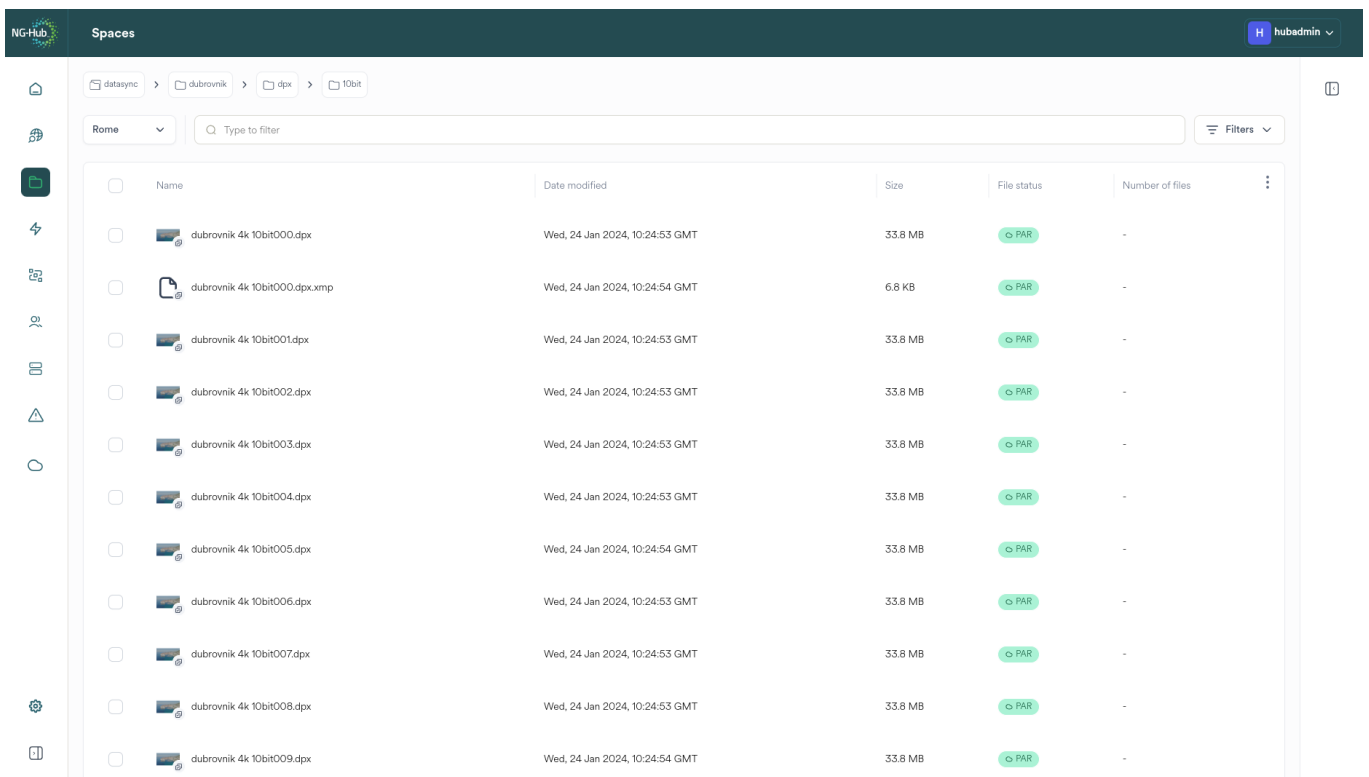 NG-Hub
Spaces
H hubadmin
datasync > dubrovnik > dpx > 10bit
Rome
Type to filter
Filters
Name Date modified Size File status Number of files
dubrovnik 4k 10bit000.dpx Wed, 24 Jan 2024, 10:24:53 GMT 33.8 MB PAR -
dubrovnik 4k 10bit000.dpx.xmp Wed, 24 Jan 2024, 10:24:54 GMT 6.8 KB PAR -
dubrovnik 4k 10bit001.dpx Wed, 24 Jan 2024, 10:24:53 GMT 33.8 MB PAR -
dubrovnik 4k 10bit002.dpx Wed, 24 Jan 2024, 10:24:53 GMT 33.8 MB PAR -
dubrovnik 4k 10bit003.dpx Wed, 24 Jan 2024, 10:24:53 GMT 33.8 MB PAR -
dubrovnik 4k 10bit004.dpx Wed, 24 Jan 2024, 10:24:53 GMT 33.8 MB PAR -
dubrovnik 4k 10bit005.dpx Wed, 24 Jan 2024, 10:24:54 GMT 33.8 MB PAR -
dubrovnik 4k 10bit006.dpx Wed, 24 Jan 2024, 10:24:53 GMT 33.8 MB PAR -
dubrovnik 4k 10bit007.dpx Wed, 24 Jan 2024, 10:24:53 GMT 33.8 MB PAR -
dubrovnik 4k 10bit008.dpx Wed, 24 Jan 2024, 10:24:53 GMT 33.8 MB PAR -
dubrovnik 4k 10bit009.dpx Wed, 24 Jan 2024, 10:24:53 GMT 33.8 MB PAR -